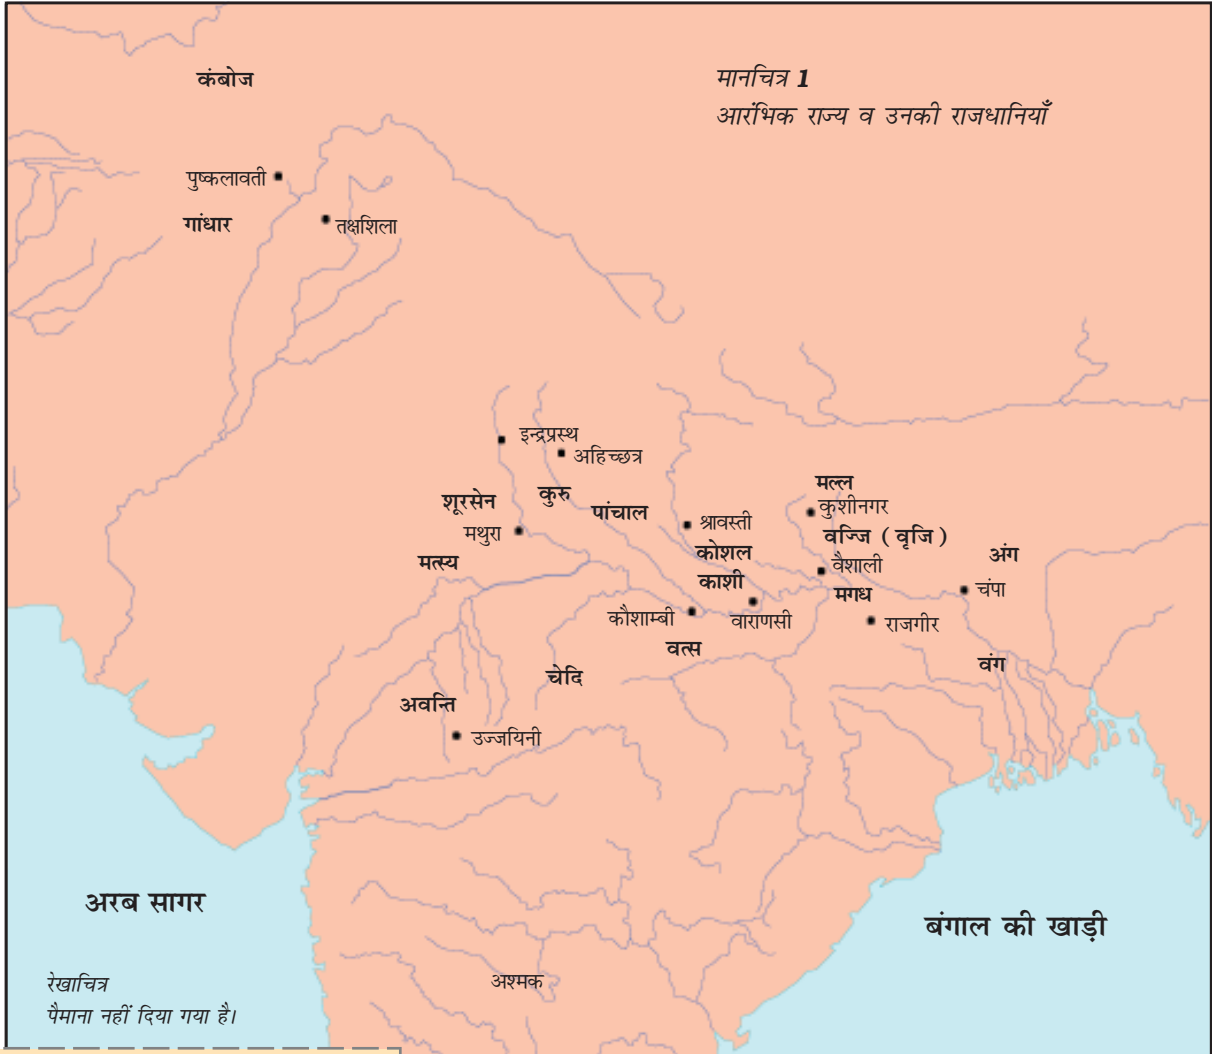 कंबोज
मानचित्र 1
आरंभिक राज्य व उनकी राजधानियाँ
पुष्कलावती
गांधार
तक्षशिला
इन्द्रप्रस्थ
अहिच्छत्र
शूरसेन
कुरु
पांचाल
मल्ल
कुशीनगर
मथुरा
श्रावस्ती
वज्जि ( वृजि )
कोशल
अंग
मत्स्य
वैशाली
काशी
मगध
चंपा
कौशाम्बी
वाराणसी
राजगीर
वत्स
वंग
चेदि
अवन्ति
उज्जयिनी
अरब सागर
बंगाल की खाड़ी
अश्मक
रेखाचित्र
पैमाना नहीं दिया गया है।